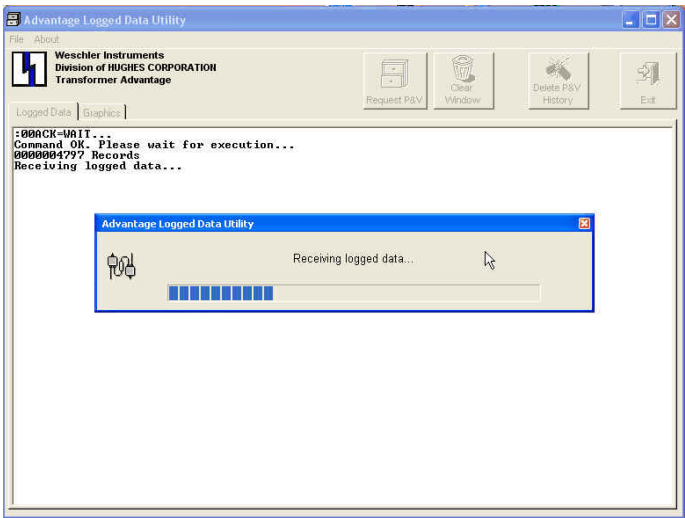 Advantage Logged Data Utility
File About
Weschler Instruments
Division of HUGHES CORPORATION
Transformer Advantage
Request P&V
Clear
Window
Delete P&V
History
Exit
Logged Data Graphics
:00ACK=WAIT...
Command OK. Please wait for execution...
0000004797 Records
Receiving logged data...
Advantage Logged Data Utility
Receiving logged data...